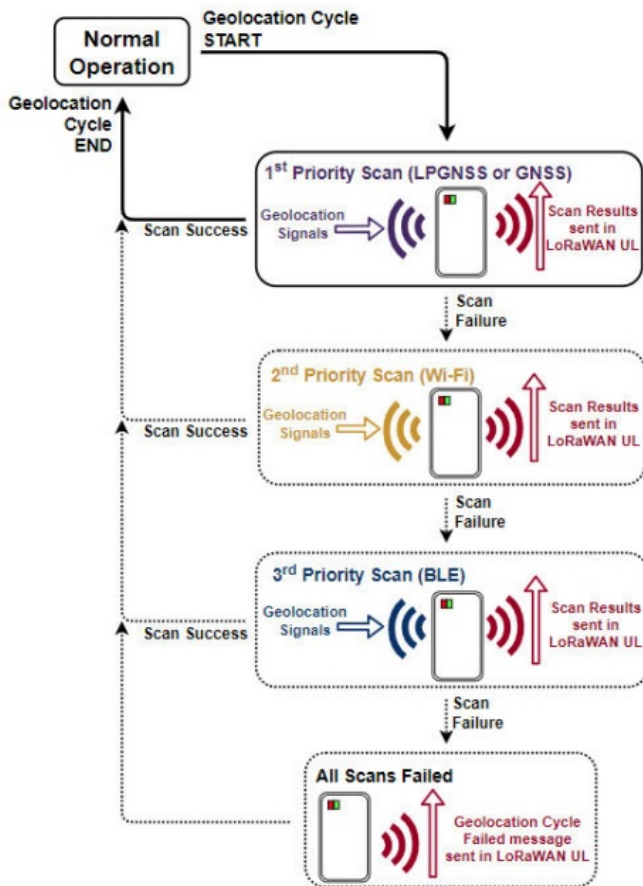 Normal
Operation
Geolocation Cycle
START
Geolocation
Cycle
END
1st Priority Scan (LPGNSS or GNSS)
Geolocation
Signals
Scan Results
sent in
LoRaWAN UL
Scan Success
Scan
Failure
2nd Priority Scan (Wi-Fi)
Geolocation
Signals
Scan Results
sent in
LoRaWAN UL
Scan Success
Scan
Failure
3rd Priority Scan (BLE)
Geolocation
Signals
Scan Results
sent in
LoRaWAN UL
Scan Success
Scan
Failure
All Scans Failed
Geolocation Cycle
Failed message
sent in LoRaWAN UL